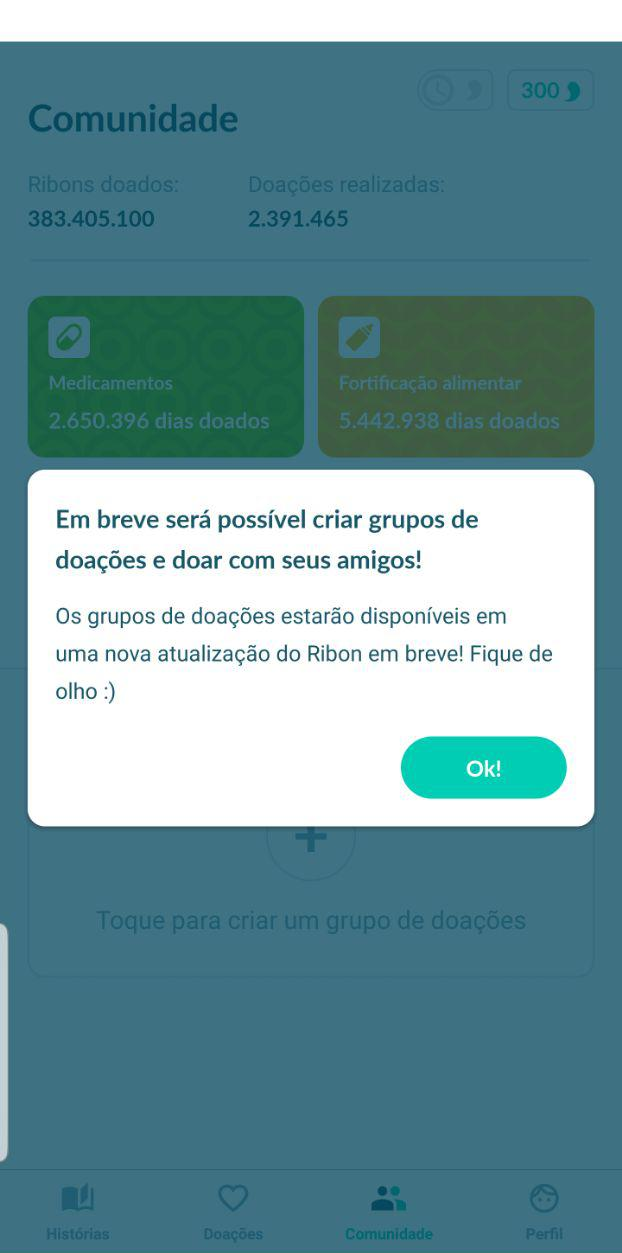 300
Comunidade
Ribons doados:
Doações realizadas:
383.405.100
2.391.465
Medicamentos
2.650.396 dias doados
Fortificação alimentar
5.442.938 dias doados
Em breve será possível criar grupos de
doações e doar com seus amigos!
Os grupos de doações estarão disponíveis em
uma nova atualização do Ribon em breve! Fique de
olho :)
Ok!
Toque para criar um grupo de doações
Histórias
Doações
Comunidade
Perfil